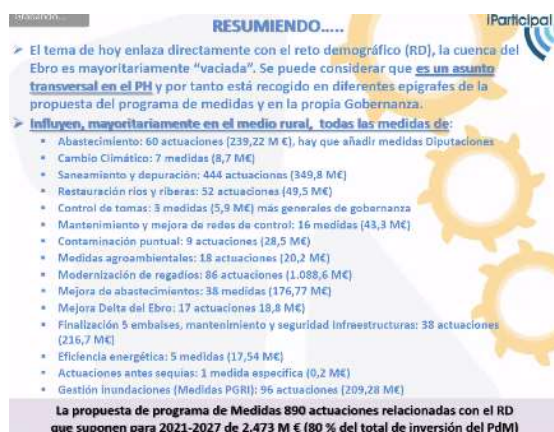 RESUMIENDO.....
iParticipa!
➤ El tema de hoy enlaza directamente con el reto demográfico (RD), la cuenca del
Ebro es mayoritariamente "vaciada". Se puede considerar que es un asunto
transversal en el PH y por tanto está recogido en diferentes epígrafes de la
propuesta del programa de medidas y en la propia Gobernanza.
➤ Influyen, mayoritariamente en el medio rural, todas las medidas de:
▪ Abastecimiento: 60 actuaciones (239,22 M €), hay que añadir medidas Diputaciones
▪ Cambio Climático: 7 medidas (8,7 M€)
▪ Saneamiento y depuración: 444 actuaciones (349,8 M€)
▪ Restauración ríos y riberas: 52 actuaciones (49,5 M€)
▪ Control de tomas: 3 medidas (5,9 M€) más generales de gobernanza
▪ Mantenimiento y mejora de redes de control: 16 medidas (43,3 M€)
▪ Contaminación puntual: 9 actuaciones (28,5 M€)
▪ Medidas agroambientales: 18 actuaciones (20,2 M€)
▪ Modernización de regadíos: 86 actuaciones (1.088,6 M€)
▪ Mejora de abastecimientos: 38 medidas (176,77 M€)
▪ Mejora Delta del Ebro: 17 actuaciones 18,8 M€)
▪ Finalización 5 embalses, mantenimiento y seguridad infraestructuras: 38 actuaciones
(216,7 M€)
▪ Eficiencia energética: 5 medidas (17,54 M€)
▪ Actuaciones antes sequías: 1 medida específica (0,2 M€)
▪ Gestión inundaciones (Medidas PGRI): 96 actuaciones (209,28 M€)
La propuesta de programa de Medidas 890 actuaciones relacionadas con el RD
que suponen para 2021-2027 de 2.473 M € (80 % del total de inversión del PdM)